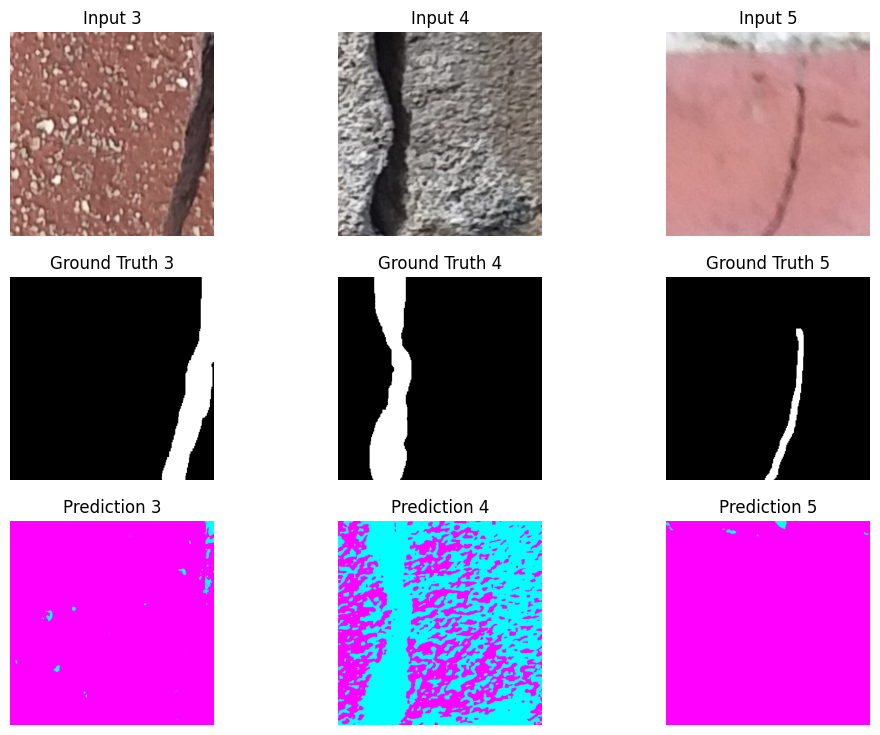 Input 3
Input 4
Input 5
Ground Truth 3
Ground Truth 4
Ground Truth 5
Prediction 3
Prediction 4
Prediction 5